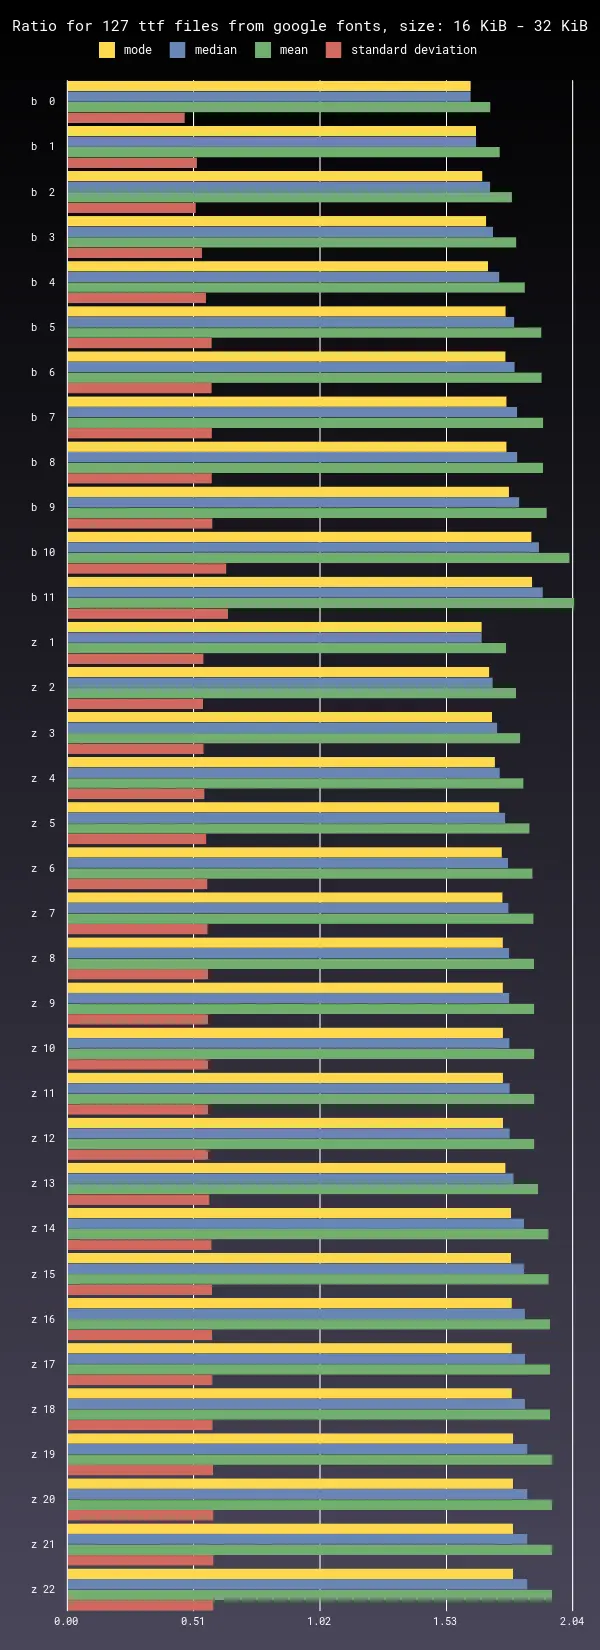 Ratio for 127 ttf files from google fonts, size: 16 KiB - 32 KiB
mode median mean standard deviation
b 0
b 1
b 2
b 3
b 4
b 5
b 6
b 7
b 8
b 9
b 10
b 11
z 1
z 2
z 3
z 4
z 5
z 6
z 7
z 8
z 9
z 10
z 11
z 12
z 13
z 14
z 15
z 16
z 17
z 18
z 19
z 20
z 21
z 22
0.00 0.51 1.02 1.53 2.04